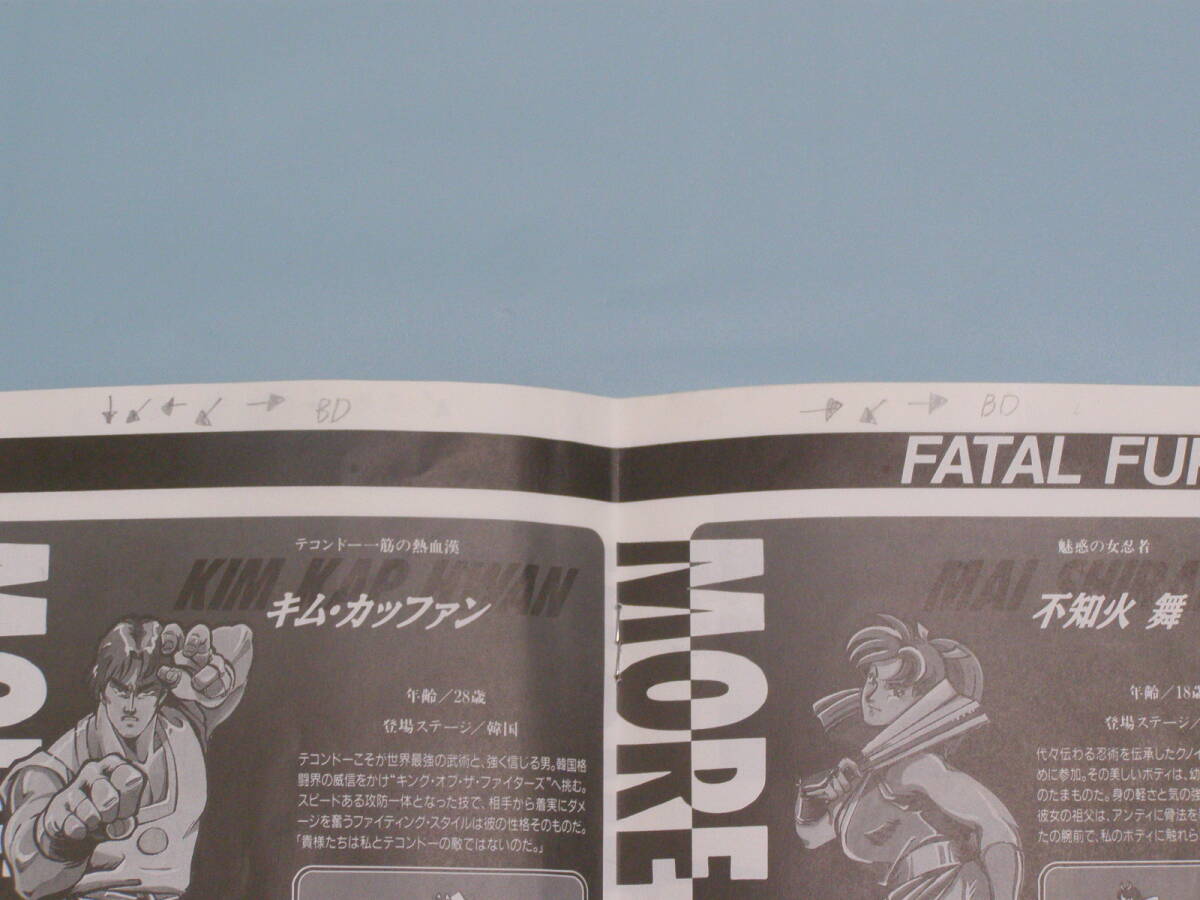 ↓ ↙ ← ↙ → BD
→ ↙ → BD
FATAL FU
テコンドー一筋の熱血漢
KIM KAP HWAN
キム・カッファン
年齢／28歳
登場ステージ／韓国
テコンドーこそが世界最強の武術と、強く信じる男。韓国格
闘界の威信をかけ"キング・オブ・ザ・ファイターズ"へ挑む。
スピードある攻防一体となった技で、相手から着実にダメ
ージを奪うファイティング・スタイルは彼の性格そのものだ。
「貴様たちは私とテコンドーの敵ではないのだ。」
MORE
MORE
魅惑の女忍者
MAI SHIRA
不知火 舞
年齢／18歳
登場ステージ／
代々伝わる忍術を伝承したクノイ
めに参加。その美しいボディは、幼
のたまものだ。身の軽さと気の強
彼女の祖父は、アンディに骨法を
たの腕前で、私のボディに触れら